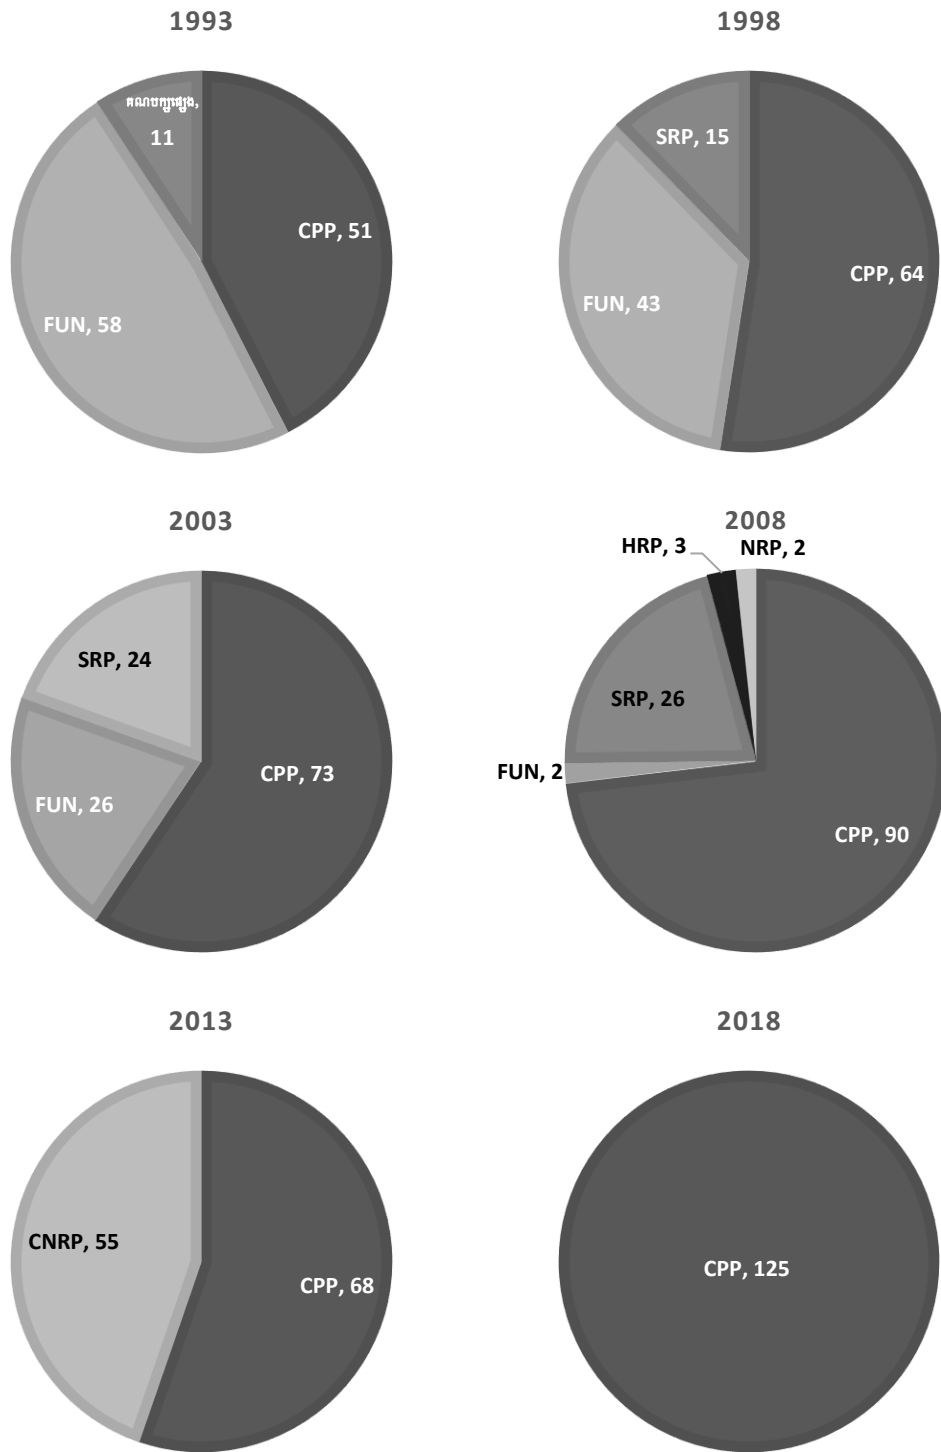 1993
គណបក្សផ្សេង,
11
CPP, 51
FUN, 58
1998
SRP, 15
CPP, 64
FUN, 43
2003
SRP, 24
CPP, 73
FUN, 26
2008
HRP, 3
NRP, 2
SRP, 26
FUN, 2
CPP, 90
2013
CNRP, 55
CPP, 68
2018
CPP, 125